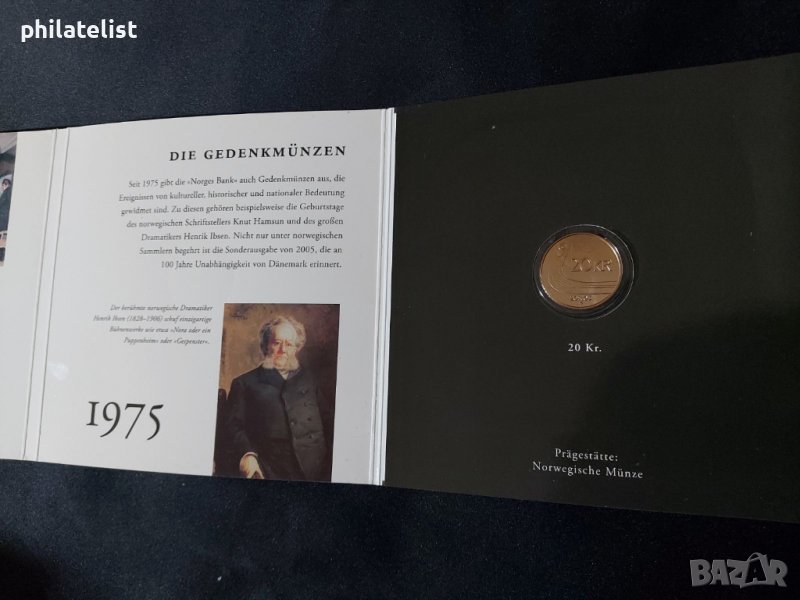 philatelist
DIE GEDENKMÜNZEN
Seit 1975 gibt die »Norges Bank« auch Gedenkmünzen aus, die
Ereignissen von kultureller, historischer und nationaler Bedeutung
gewidmet sind. Zu diesen gehören beispielsweise die Geburtstage
des norwegischen Schriftstellers Knut Hamsun und des großen
Dramatikers Henrik Ibsen. Nicht nur unter norwegischen
Sammlern begehrt ist die Sonderausgabe von 2005, die an
100 Jahre Unabhängigkeit von Dänemark erinnert.
Der berühmte norwegische Dramatiker
Henrik Ibsen (1828–1906) schuf einzigartige
Bühnenwerke wie etwa »Nora oder ein
Puppenheim« oder »Gespenster«.
1975
20 KR
20 Kr.
Prägestätte:
Norwegische Münze
BAZAR